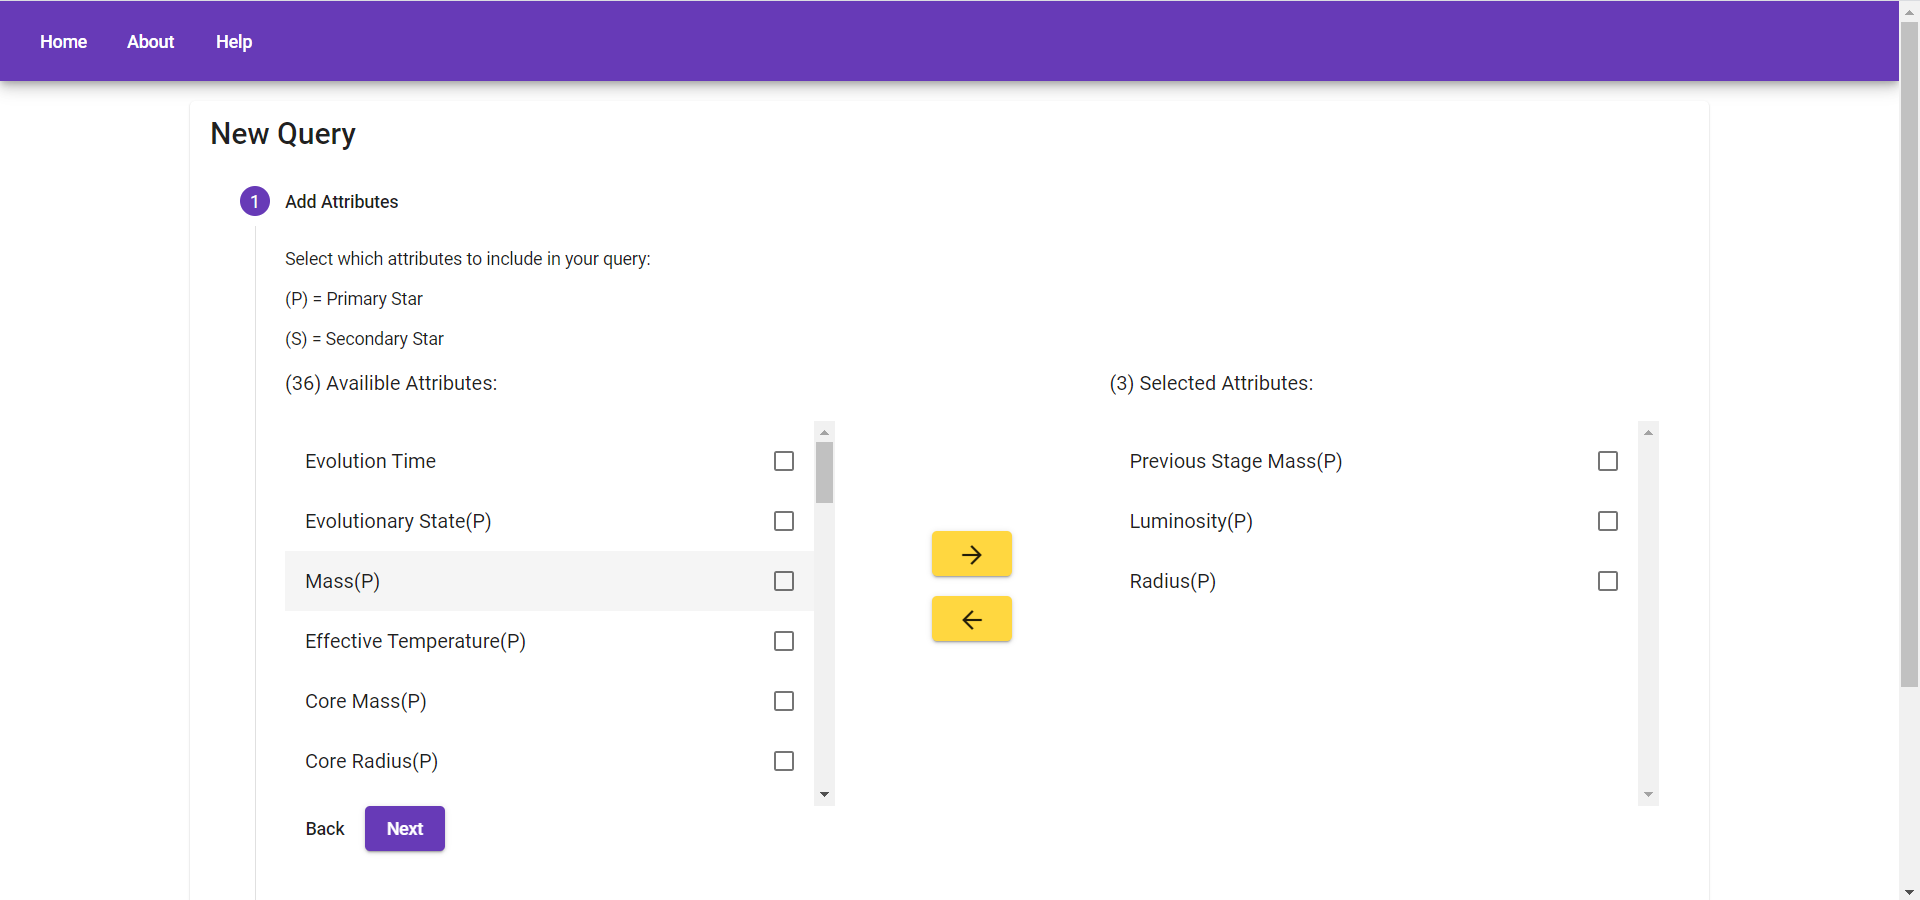 Home About Help
New Query
1 Add Attributes
Select which attributes to include in your query:
(P) = Primary Star
(S) = Secondary Star
(36) Availible Attributes:
Evolution Time
Evolutionary State(P)
Mass(P)
Effective Temperature(P)
Core Mass(P)
Core Radius(P)
(3) Selected Attributes:
Previous Stage Mass(P)
Luminosity(P)
Radius(P)
Back Next